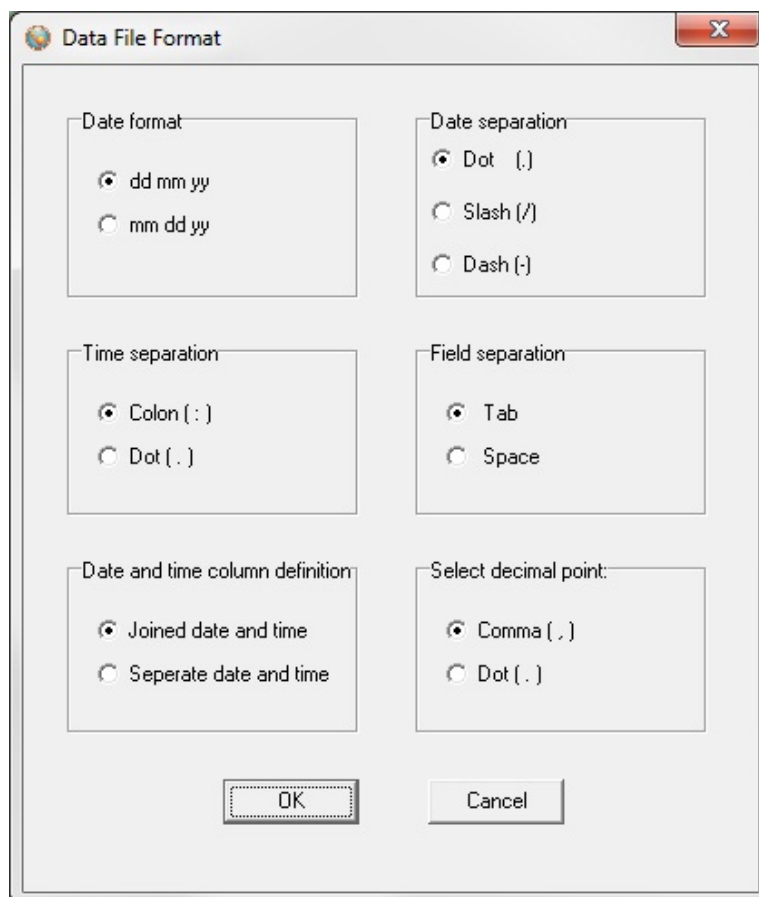 Data File Format
Date format
dd mm yy
mm dd yy
Date separation
Dot (.)
Slash (/)
Dash (-)
Time separation
Colon ( : )
Dot ( . )
Field separation
Tab
Space
Date and time column definition
Joined date and time
Seperate date and time
Select decimal point:
Comma ( , )
Dot ( . )
OK
Cancel